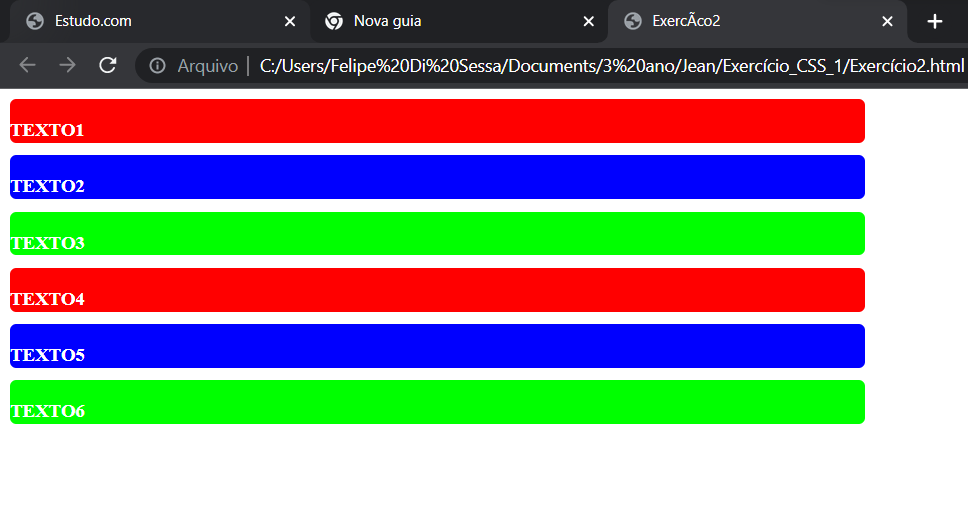 Estudo.com
Nova guia
ExercÃco2
Arquivo | C:/Users/Felipe%20Di%20Sessa/Documents/3%20ano/Jean/Exercício_CSS_1/Exercício2.html
TEXTO1
TEXTO2
TEXTO3
TEXTO4
TEXTO5
TEXTO6